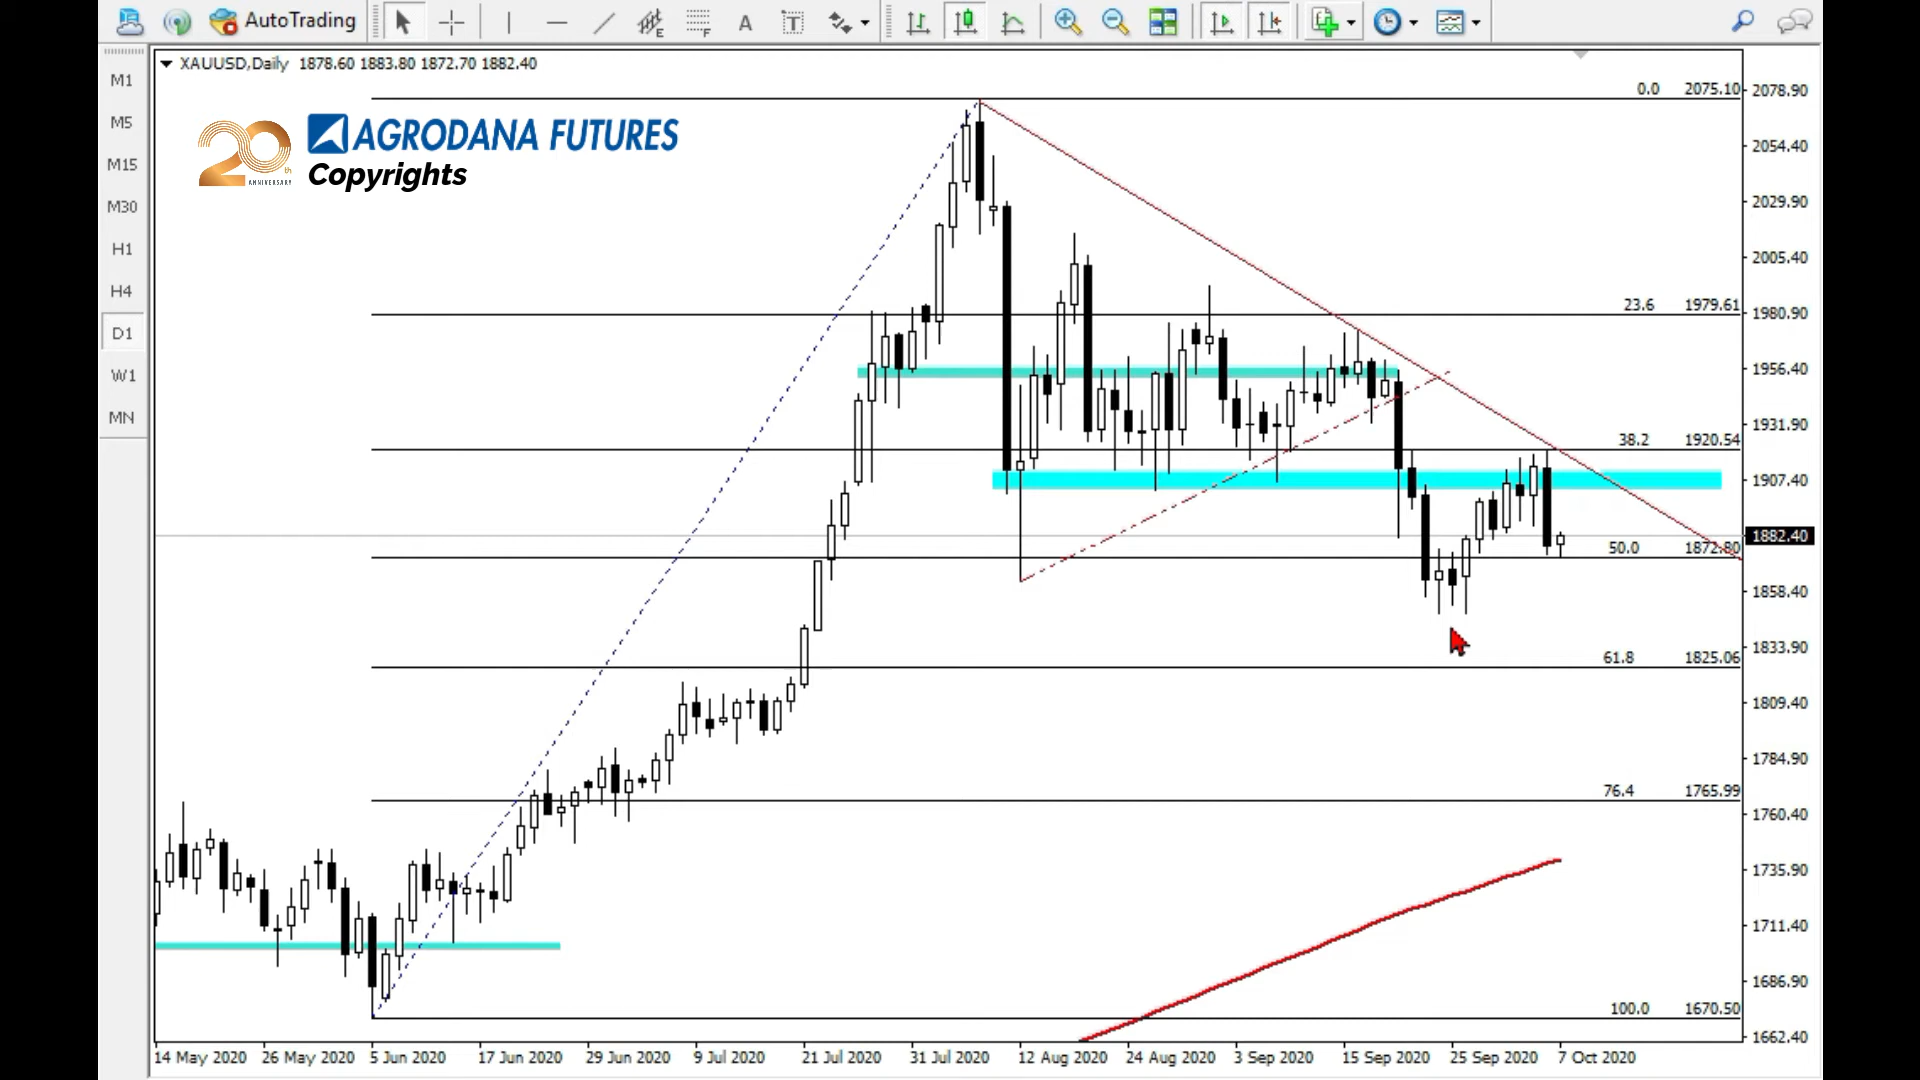 AutoTrading
A
T
E
F
M1
M5
M15
M30
H1
H4
D1
W1
MN
XAUUSD,Daily 1878.60 1883.80 1872.70 1882.40
20th ANNIVERSARY
AGRODANA FUTURES
Copyrights
0.0 2075.10
23.6 1979.61
38.2 1920.54
50.0 1872.80
61.8 1825.06
76.4 1765.99
100.0 1670.50
2078.90
2054.40
2029.90
2005.40
1980.90
1956.40
1931.90
1907.40
1882.40
1858.40
1833.90
1809.40
1784.90
1760.40
1735.90
1711.40
1686.90
1662.40
14 May 2020 26 May 2020 5 Jun 2020 17 Jun 2020 29 Jun 2020 9 Jul 2020 21 Jul 2020 31 Jul 2020 12 Aug 2020 24 Aug 2020 3 Sep 2020 15 Sep 2020 25 Sep 2020 7 Oct 2020